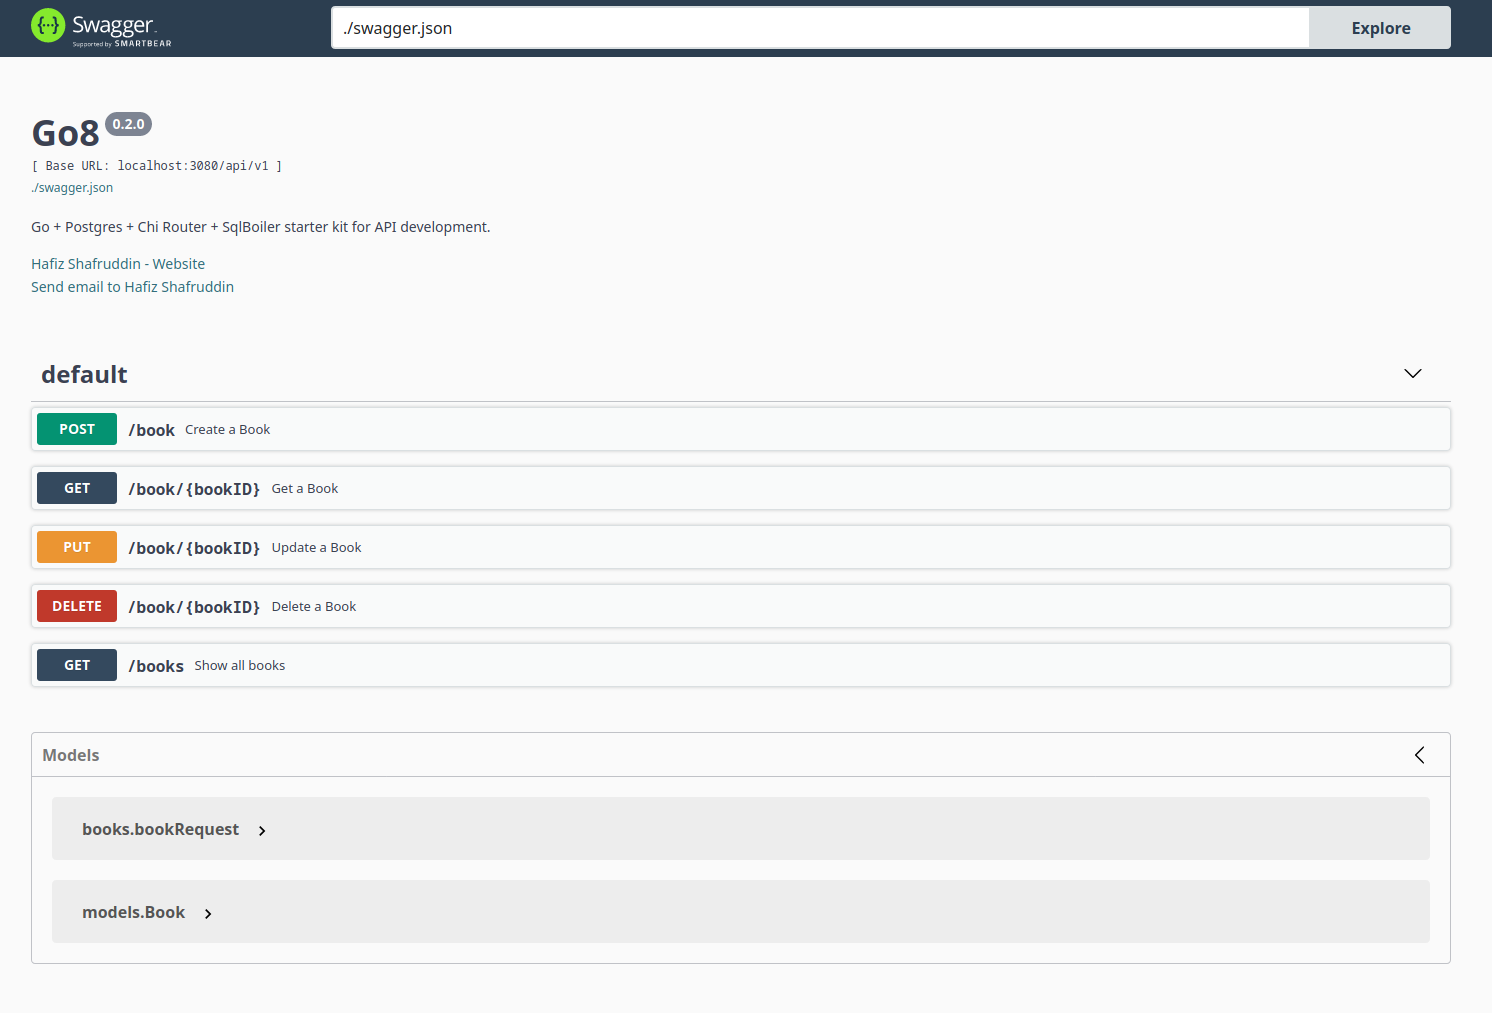 Swagger.
Supported by SMARTBEAR
./swagger.json
Explore
Go8 0.2.0
[ Base URL: localhost:3080/api/v1 ]
./swagger.json
Go + Postgres + Chi Router + SqlBoiler starter kit for API development.
Hafiz Shafruddin - Website
Send email to Hafiz Shafruddin
default
POST /book Create a Book
GET /book/{bookID} Get a Book
PUT /book/{bookID} Update a Book
DELETE /book/{bookID} Delete a Book
GET /books Show all books
Models
books.bookRequest
models.Book